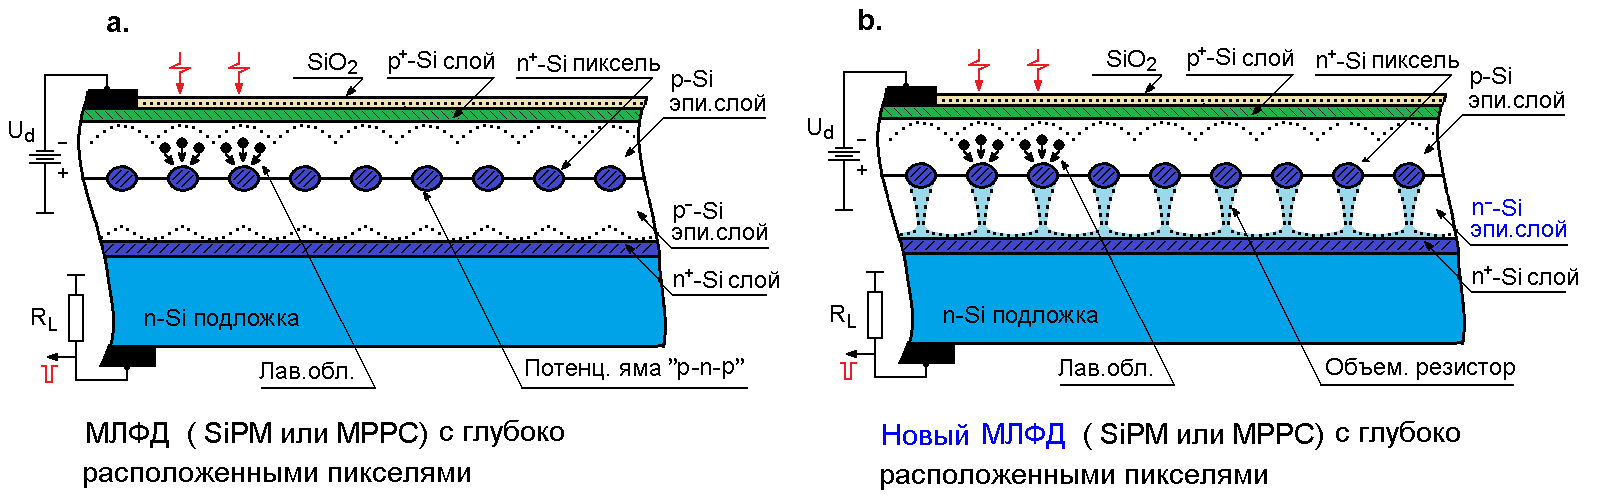 a.
SiO2
p+-Si слой
n+-Si пиксель
p-Si
эпи.слой
Ud
−
+
p−-Si
эпи.слой
n+-Si слой
RL
n-Si подложка
Лав.обл.
Потенц. яма ”p-n-p”
МЛФД ( SiPM или MPPC) с глубоко
расположенными пикселями
b.
SiO2
p+-Si слой
n+-Si пиксель
p-Si
эпи.слой
Ud
−
+
n−-Si
эпи.слой
n+-Si слой
RL
n-Si подложка
Лав.обл.
Объем. резистор
Новый МЛФД ( SiPM или MPPC) с глубоко
расположенными пикселями